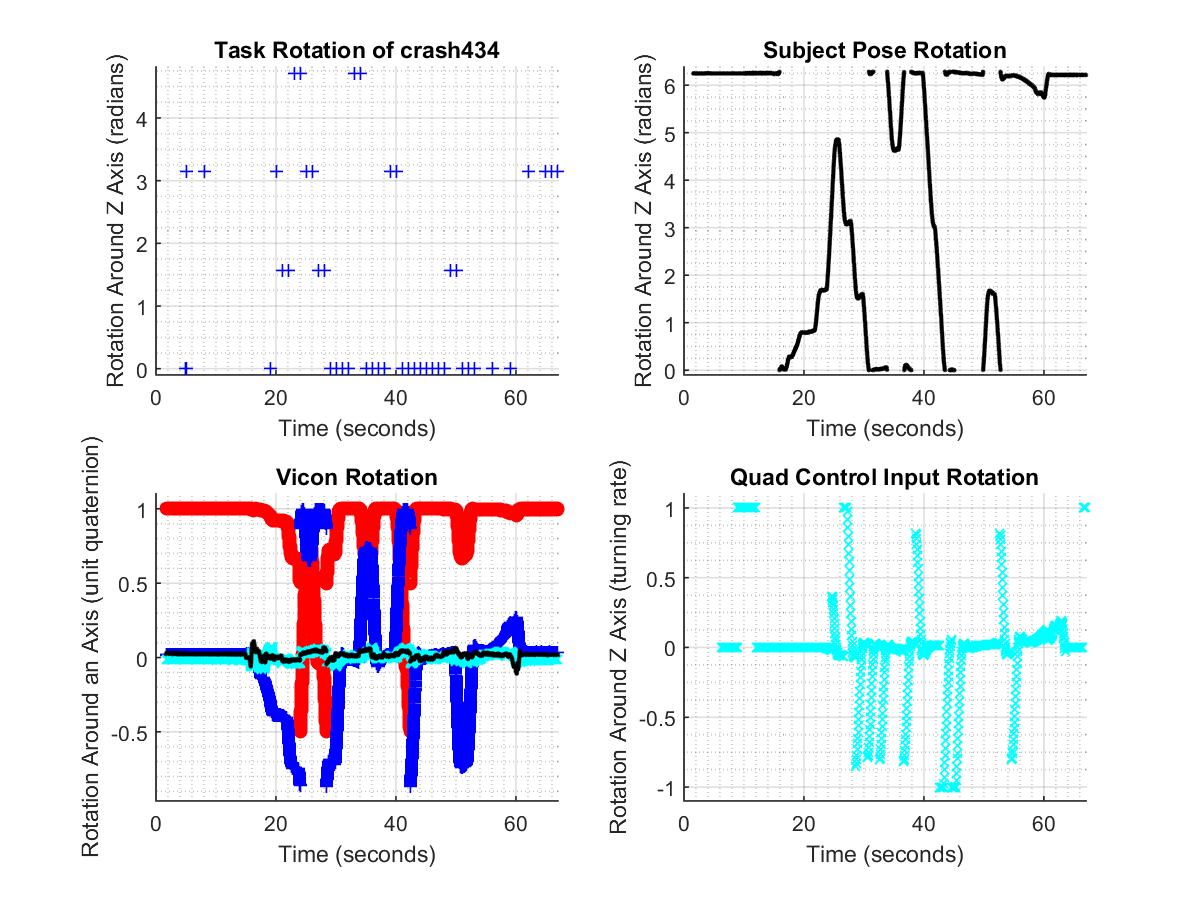 Task Rotation of crash434
Rotation Around Z Axis (radians)
4
3
2
1
0
0 20 40 60
Time (seconds)
Subject Pose Rotation
Rotation Around Z Axis (radians)
6
5
4
3
2
1
0
0 20 40 60
Time (seconds)
Vicon Rotation
Rotation Around an Axis (unit quaternion)
1
0.5
0
-0.5
0 20 40 60
Time (seconds)
Quad Control Input Rotation
Rotation Around Z Axis (turning rate)
1
0.5
0
-0.5
-1
0 20 40 60
Time (seconds)